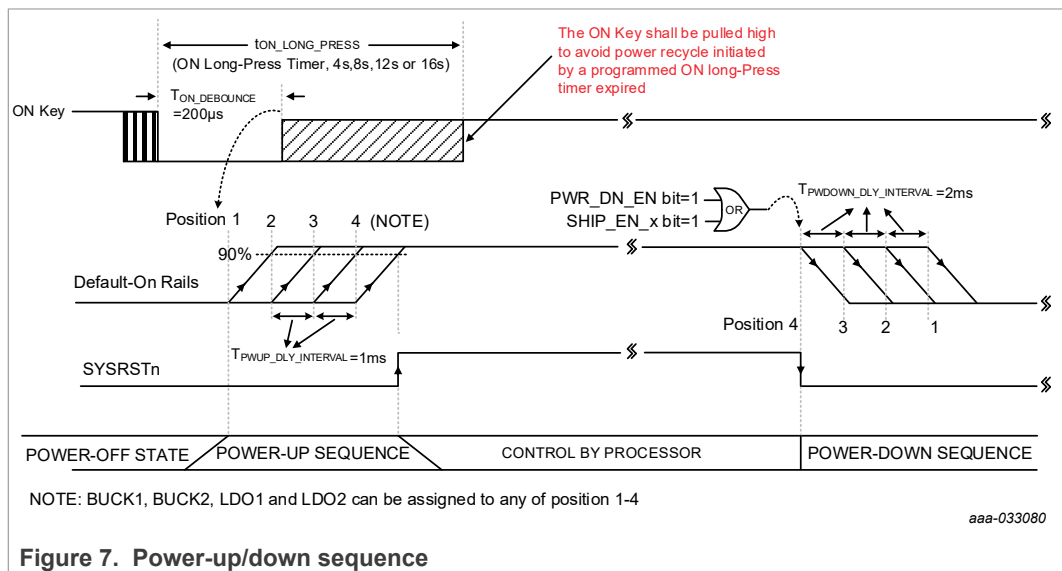 tON_LONG_PRESS
(ON Long-Press Timer, 4s,8s,12s or 16s)
The ON Key shall be pulled high
to avoid power recycle initiated
by a programmed ON long-Press
timer expired
TON_DEBOUNCE
=200µs
ON Key
PWR_DN_EN bit=1
SHIP_EN_x bit=1
OR
TPWDOWN_DLY_INTERVAL=2ms
Position 1 2 3 4 (NOTE)
90%
Default-On Rails
Position 4 3 2 1
TPWUP_DLY_INTERVAL=1ms
SYSRSTn
POWER-OFF STATE POWER-UP SEQUENCE CONTROL BY PROCESSOR POWER-DOWN SEQUENCE
NOTE: BUCK1, BUCK2, LDO1 and LDO2 can be assigned to any of position 1-4
aaa-033080
Figure 7. Power-up/down sequence